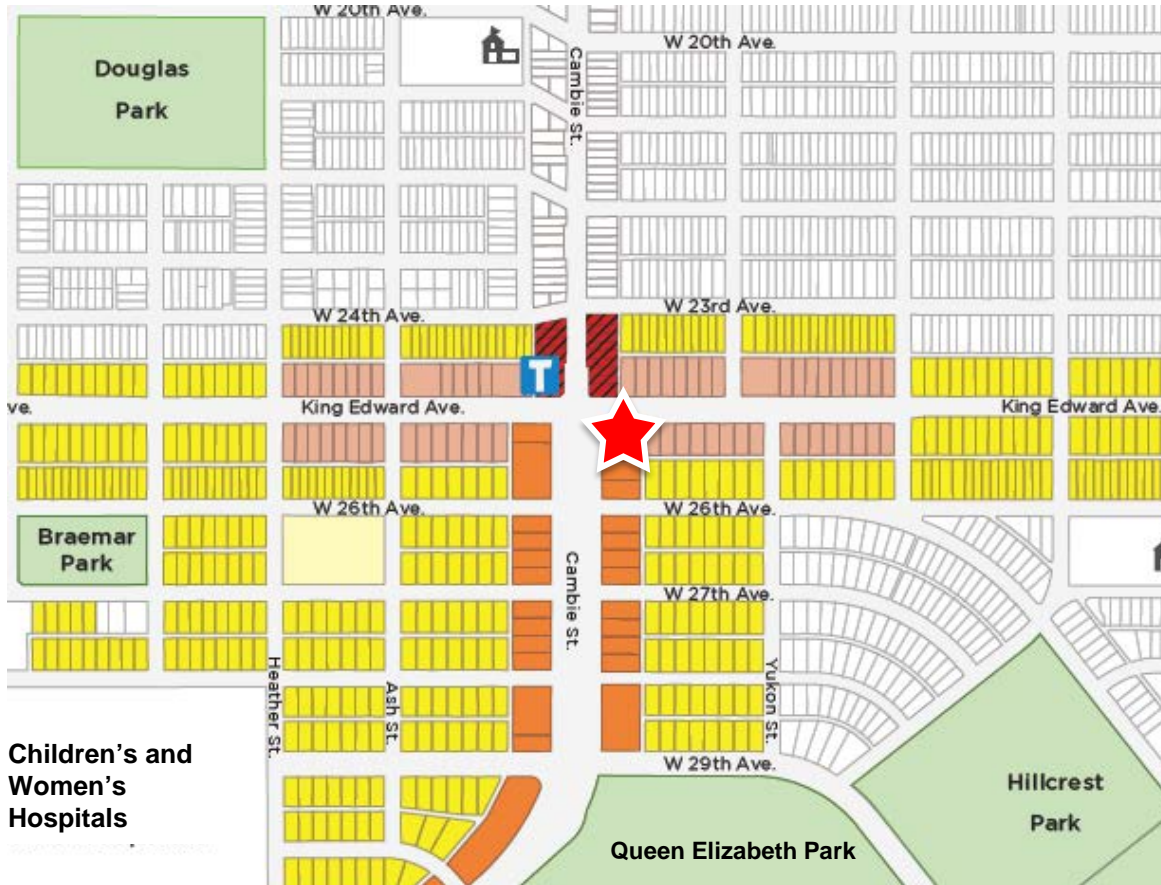 W 20th Ave.
W 20th Ave.
Douglas
Park
Cambie St.
W 24th Ave.
W 23rd Ave.
T
ve.
King Edward Ave.
King Edward Ave.
W 26th Ave.
W 26th Ave.
Braemar
Park
Cambie St.
W 27th Ave.
Heather St.
Ash St.
Yukon St.
Children's and
Women's
Hospitals
W 29th Ave.
Hillcrest
Park
Queen Elizabeth Park